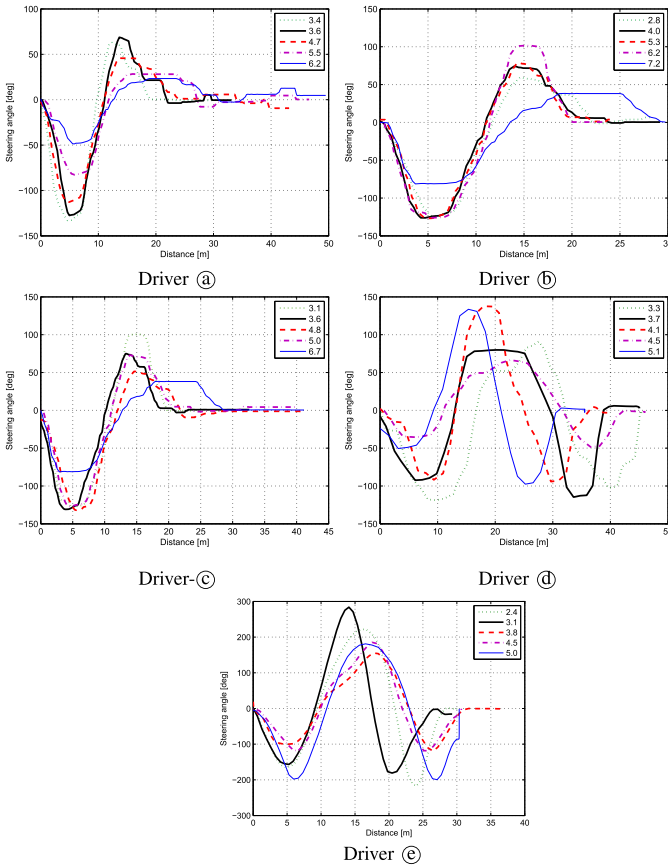 100
50
0
−50
−100
−150
0 10 20 30 40 50
Steering angle [deg]
Distance [m]
3.4
3.6
4.7
5.5
6.2
Driver ⓐ
150
100
50
0
−50
−100
−150
0 5 10 15 20 25 30
Steering angle [deg]
Distance [m]
2.8
4.0
5.3
6.2
7.2
Driver ⓑ
150
100
50
0
−50
−100
−150
0 5 10 15 20 25 30 35 40 45
Steering angle [deg]
Distance [m]
3.1
3.6
4.8
5.0
6.7
Driver-ⓒ
150
100
50
0
−50
−100
−150
0 10 20 30 40 50
Steering angle [deg]
Distance [m]
3.3
3.7
4.1
4.5
5.1
Driver ⓓ
300
200
100
0
−100
−200
−300
0 5 10 15 20 25 30 35 40
Steering angle [deg]
Distance [m]
2.4
3.1
3.8
4.5
5.0
Driver ⓔ